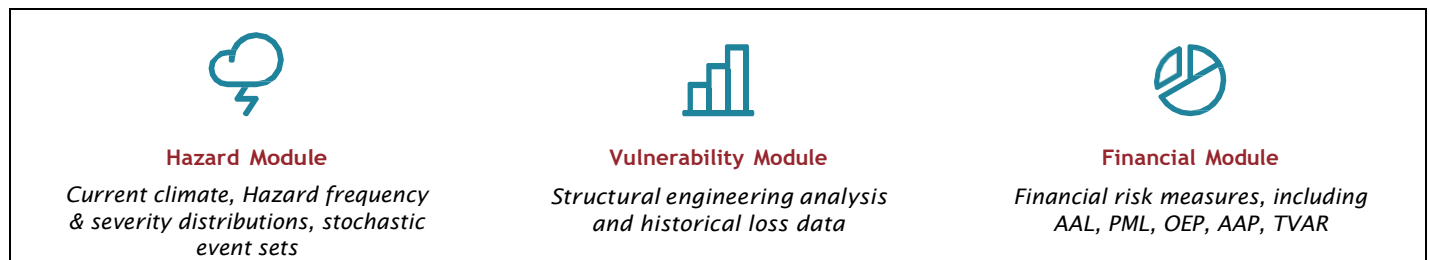 Hazard Module
Current climate, Hazard frequency
& severity distributions, stochastic
event sets
Vulnerability Module
Structural engineering analysis
and historical loss data
Financial Module
Financial risk measures, including
AAL, PML, OEP, AAP, TVAR